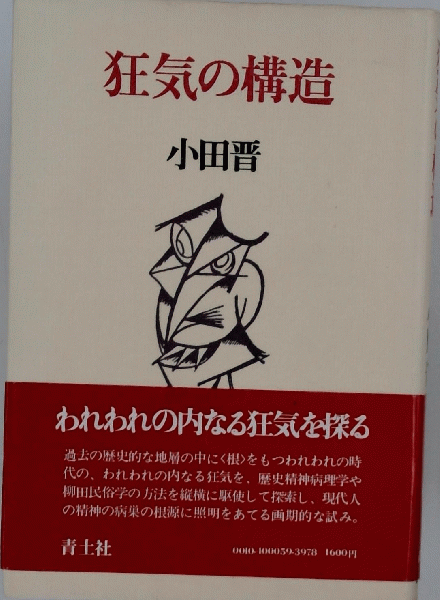 狂気の構造
小田晋
われわれの内なる狂気を探る
過去の歴史的な地層の中に〈根〉をもつわれわれの時
代の、われわれの内なる狂気を、歴史精神病理学や
柳田民俗学の方法を縦横に駆使して探索し、現代人
の精神の病巣の根源に照明をあてる画期的な試み。
青土社
0010-100059-3978 1600円